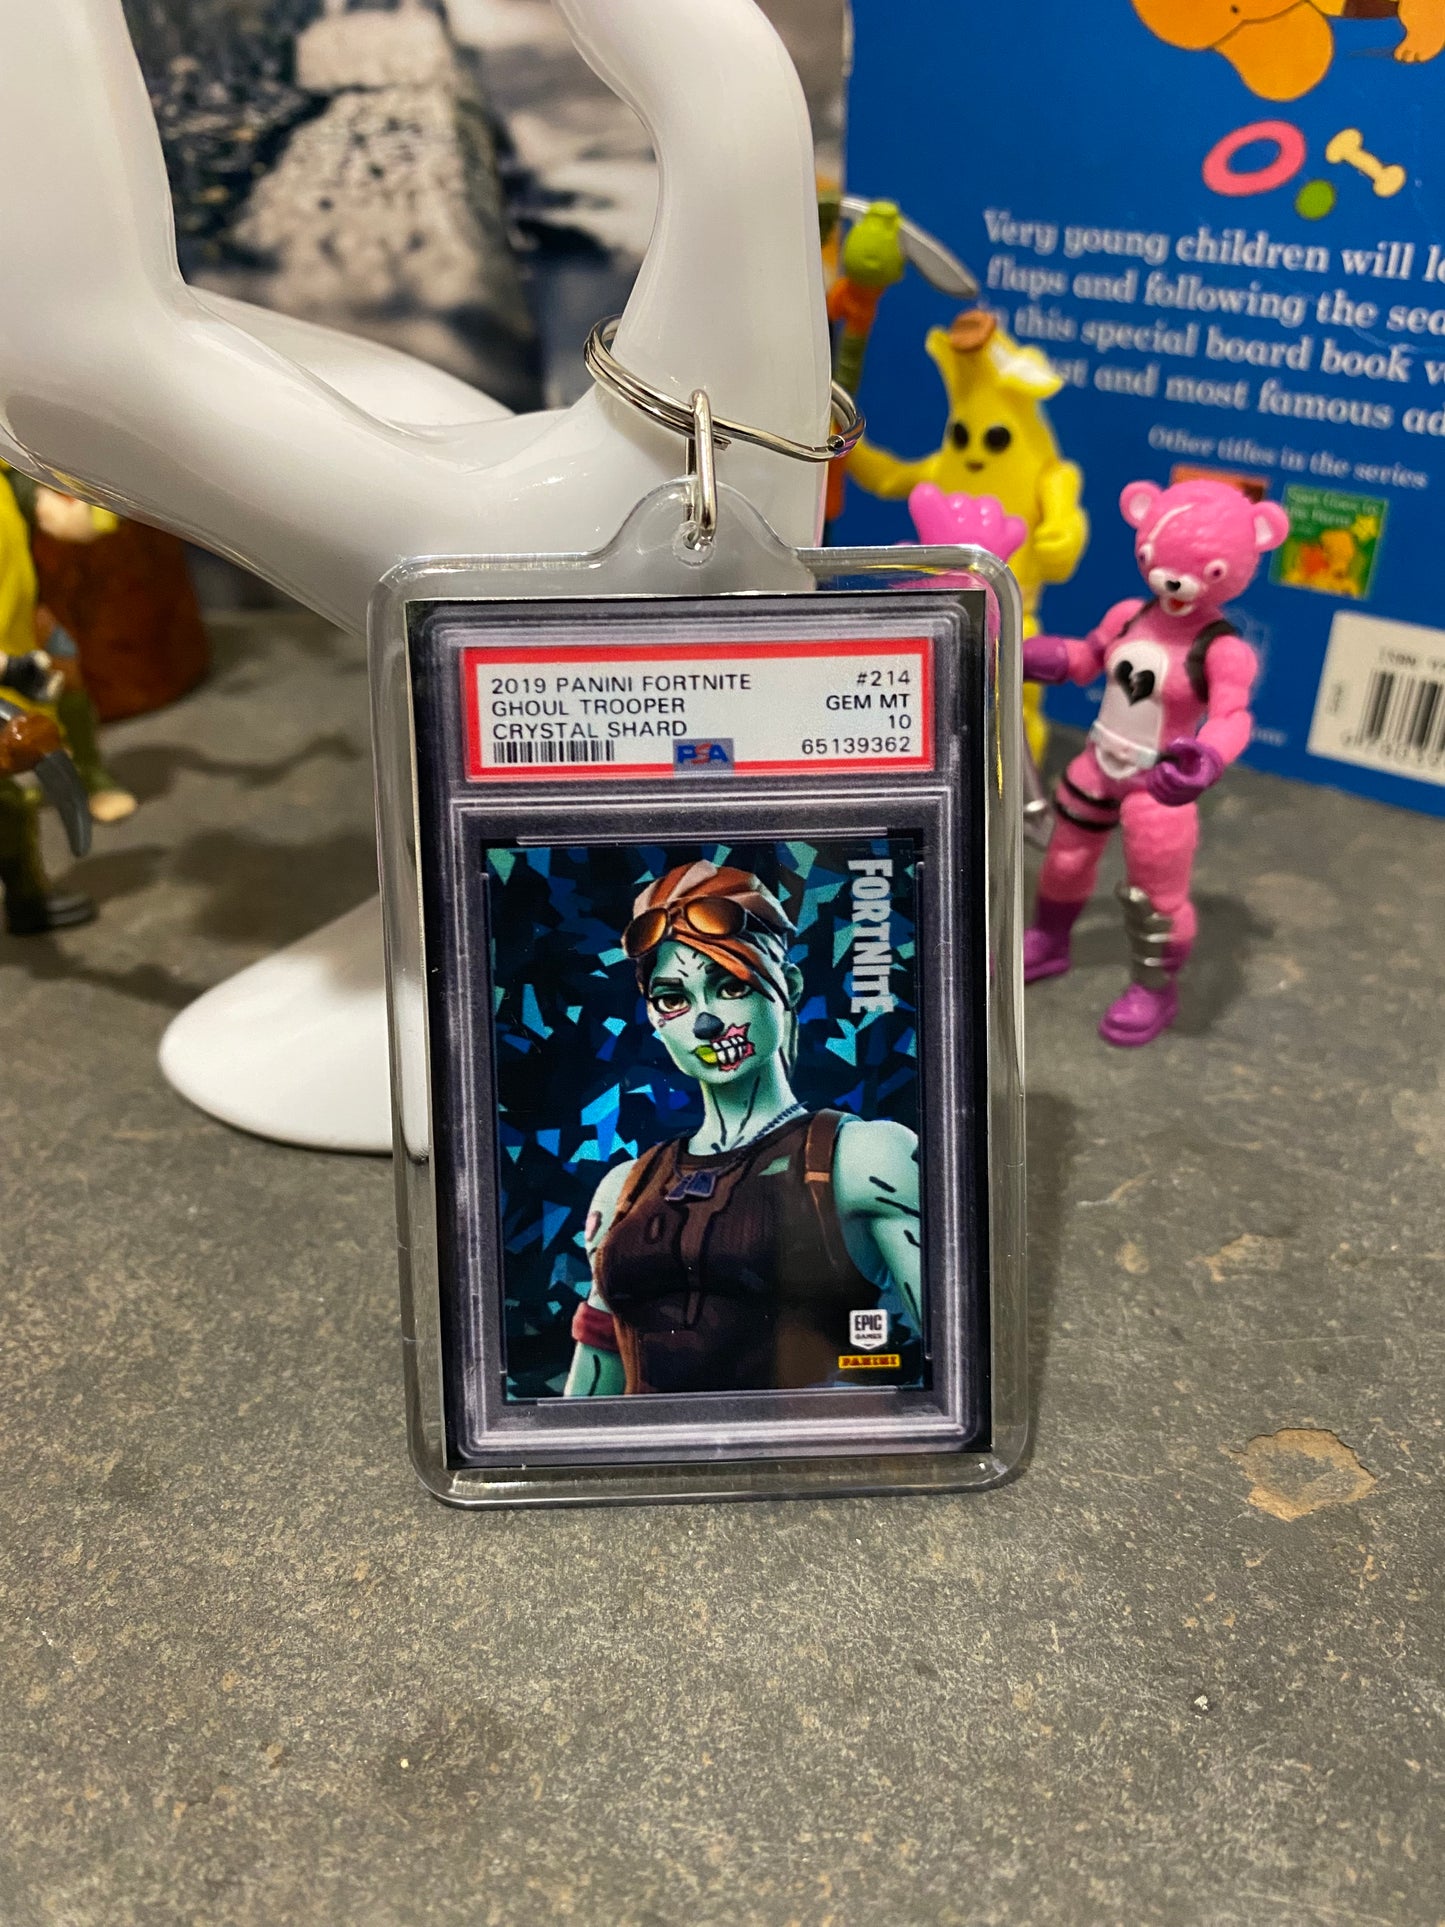 Very young children will
flaps and following the
this special board book
and most famous
Other titles in the series
ISBN
2019 PANINI FORTNITE #214
GHOUL TROOPER GEM MT
CRYSTAL SHARD 10
PSA 65139362
FORTNITE
EPIC
GAMES
PANINI